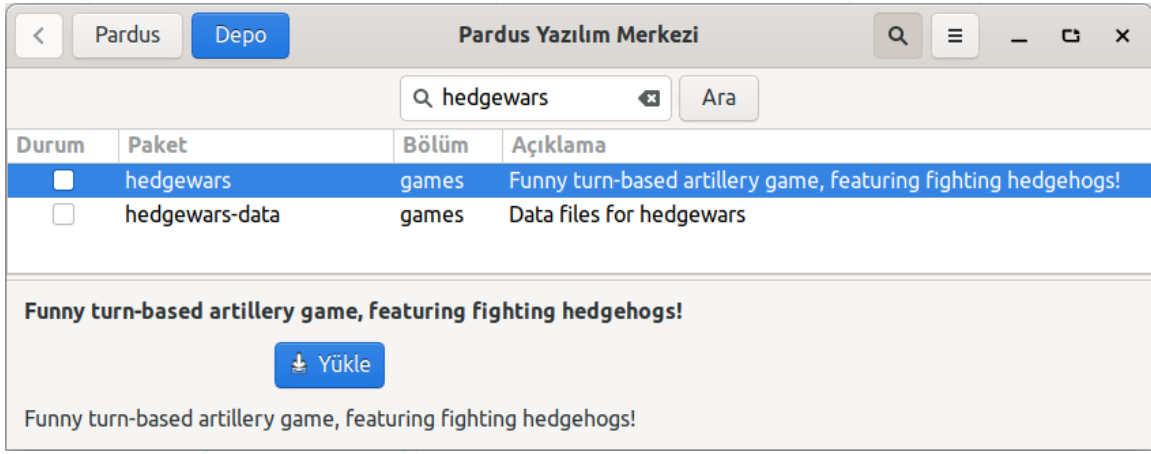 Pardus Depo Pardus Yazılım Merkezi
hedgewars Ara
Durum Paket Bölüm Açıklama
hedgewars games Funny turn-based artillery game, featuring fighting hedgehogs!
hedgewars-data games Data files for hedgewars
Funny turn-based artillery game, featuring fighting hedgehogs!
Yükle
Funny turn-based artillery game, featuring fighting hedgehogs!